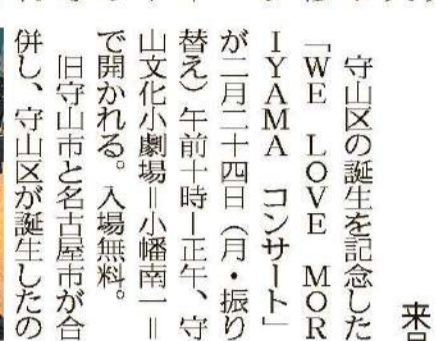 守山区の誕生を記念した
「WE LOVE MOR
IYAMA コンサート」
が二月二十四日（月・振り
替え）午前十時ー正午、守
山文化小劇場＝小幡南一＝
で開かれる。入場無料。
旧守山市と名古屋市が合
併し、守山区が誕生したの